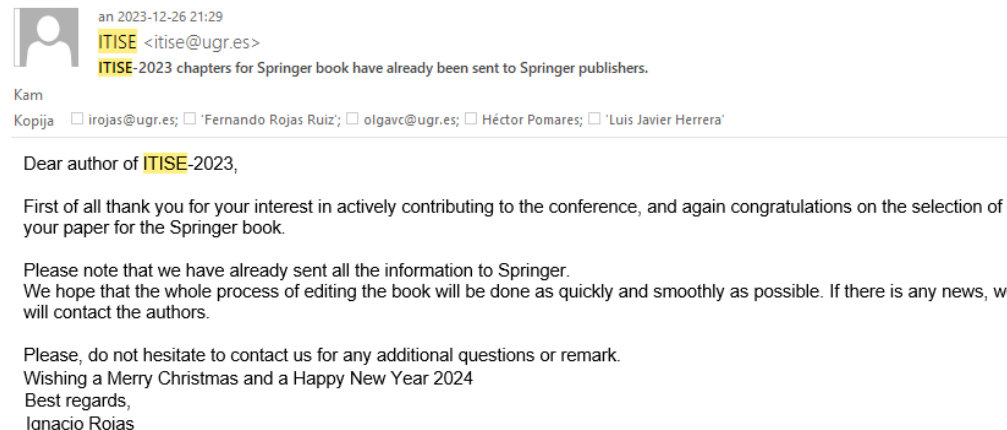 an 2023-12-26 21:29
ITISE <itise@ugr.es>
ITISE-2023 chapters for Springer book have already been sent to Springer publishers.
Kam
Kopija irojas@ugr.es; 'Fernando Rojas Ruiz'; olgavc@ugr.es; Héctor Pomares; 'Luis Javier Herrera'
Dear author of ITISE-2023,
First of all thank you for your interest in actively contributing to the conference, and again congratulations on the selection of
your paper for the Springer book.
Please note that we have already sent all the information to Springer.
We hope that the whole process of editing the book will be done as quickly and smoothly as possible. If there is any news,
will contact the authors.
Please, do not hesitate to contact us for any additional questions or remark.
Wishing a Merry Christmas and a Happy New Year 2024
Best regards,
Ignacio Rojas